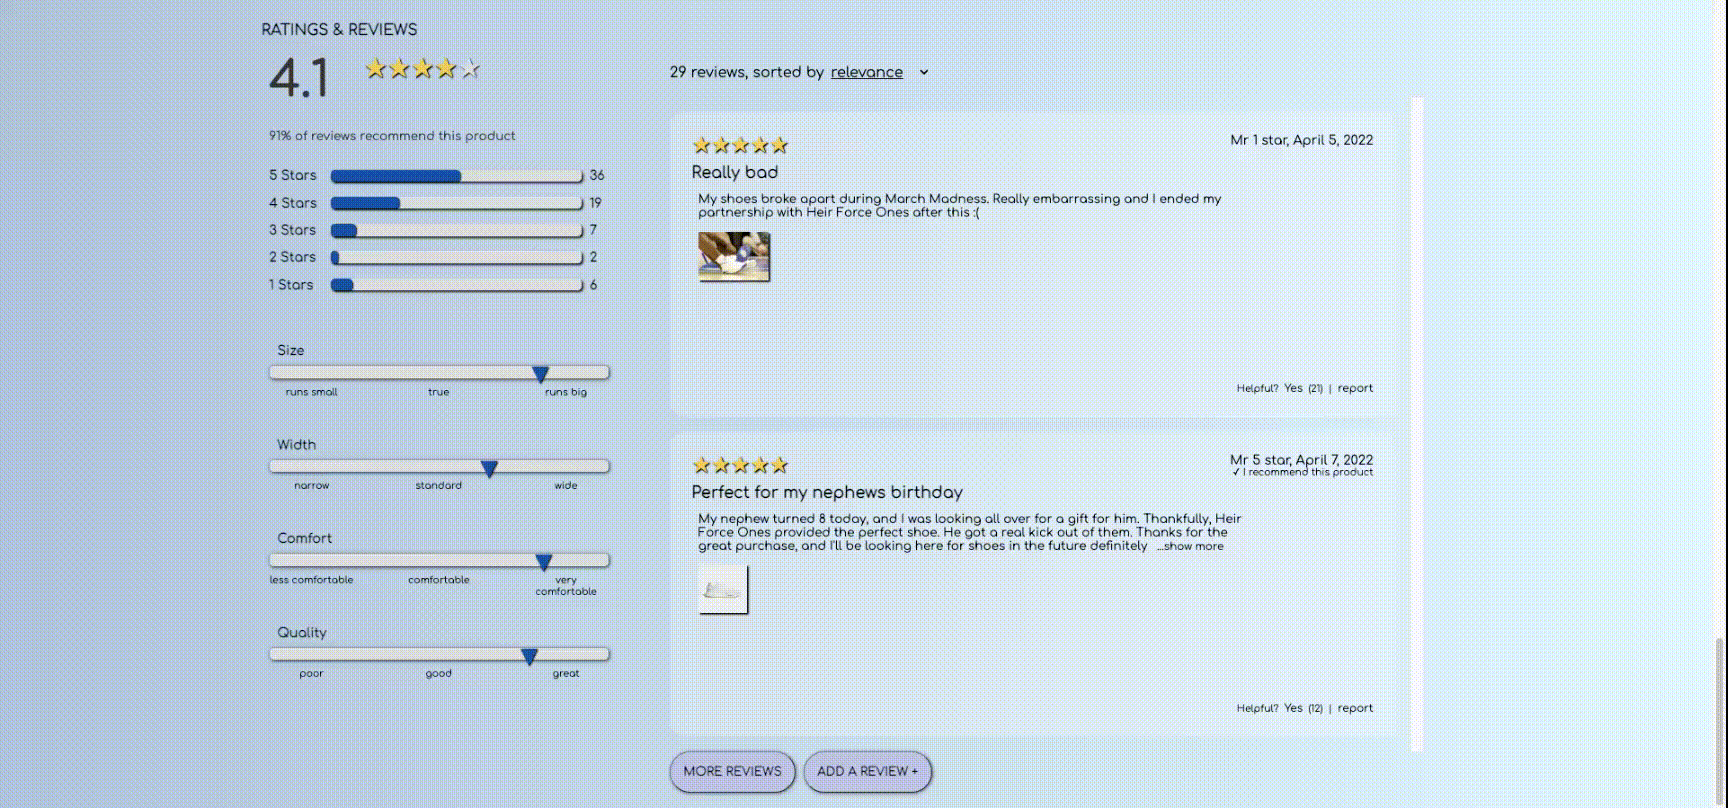 RATINGS & REVIEWS
4.1
91% of reviews recommend this product
5 Stars 36
4 Stars 19
3 Stars 7
2 Stars 2
1 Stars 6
Size
runs small true runs big
Width
narrow standard wide
Comfort
less comfortable comfortable very
comfortable
Quality
poor good great
29 reviews, sorted by relevance
Mr 1 star, April 5, 2022
Really bad
My shoes broke apart during March Madness. Really embarrassing and I ended my
partnership with Heir Force Ones after this :(
Helpful? Yes (21) | report
Mr 5 star, April 7, 2022
✓ I recommend this product
Perfect for my nephews birthday
My nephew turned 8 today, and I was looking all over for a gift for him. Thankfully, Heir
Force Ones provided the perfect shoe. He got a real kick out of them. Thanks for the
great purchase, and I'll be looking here for shoes in the future definitely ...show more
Helpful? Yes (12) | report
MORE REVIEWS ADD A REVIEW +